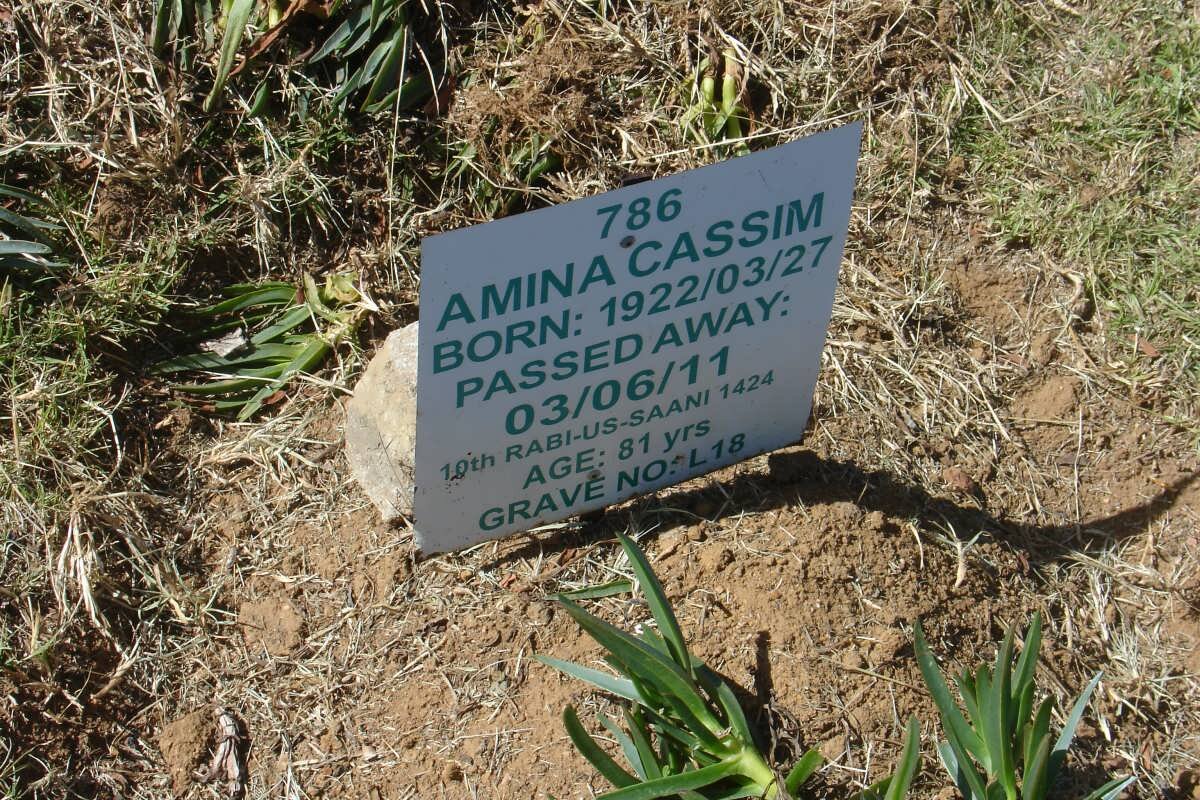 786
AMINA CASSIM
BORN: 1922/03/27
PASSED AWAY:
03/06/11
10th RABI-US-SAANI 1424
AGE: 81 yrs
GRAVE NO: L18